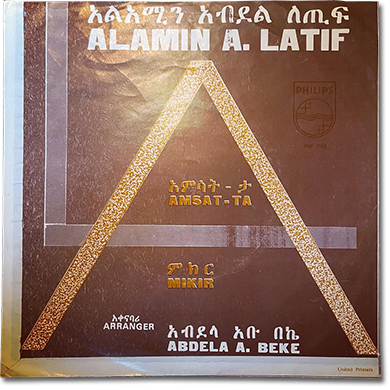 አልአሚን አብደል ለጢፍ
ALAMIN A. LATIF
PHILIPS
አምሳት - ታ
AMSAT-TA
ምክር
MIKIR
አቀናባሪ
ARRANGER
አብደላ አቡ በኬ
ABDELA A. BEKE
United Printers